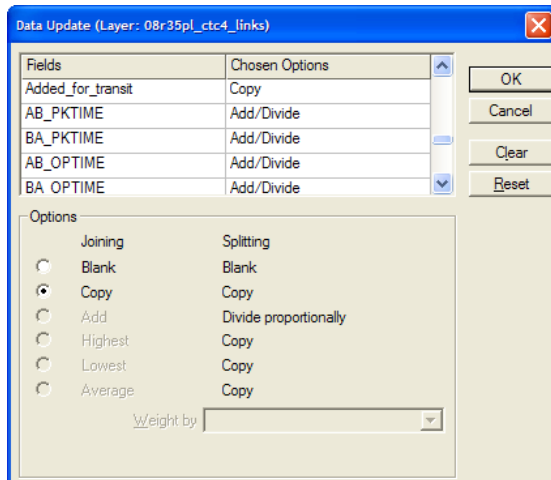 Data Update (Layer: 08r35pl_ctc4_links)
Fields Chosen Options
Added_for_transit Copy
AB_PKTIME Add/Divide
BA_PKTIME Add/Divide
AB_OPTIME Add/Divide
BA_OPTIME Add/Divide
OK
Cancel
Clear
Reset
Options
Joining Splitting
Blank Blank
Copy Copy
Add Divide proportionally
Highest Copy
Lowest Copy
Average Copy
Weight by